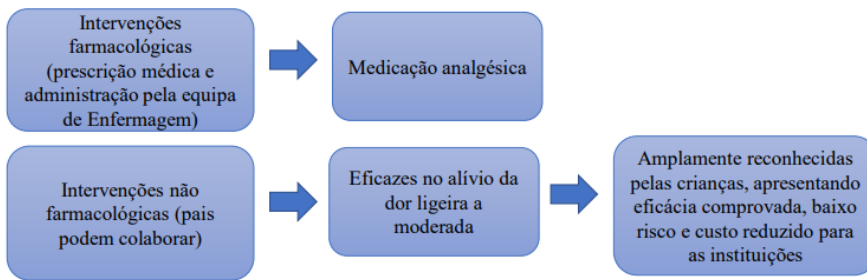 Intervenções
farmacológicas
(prescrição médica e
administração pela equipa
de Enfermagem)
Medicação analgésica
Intervenções não
farmacológicas (pais
podem colaborar)
Eficazes no alívio da
dor ligeira a
moderada
Amplamente reconhecidas
pelas crianças, apresentando
eficácia comprovada, baixo
risco e custo reduzido para
as instituições